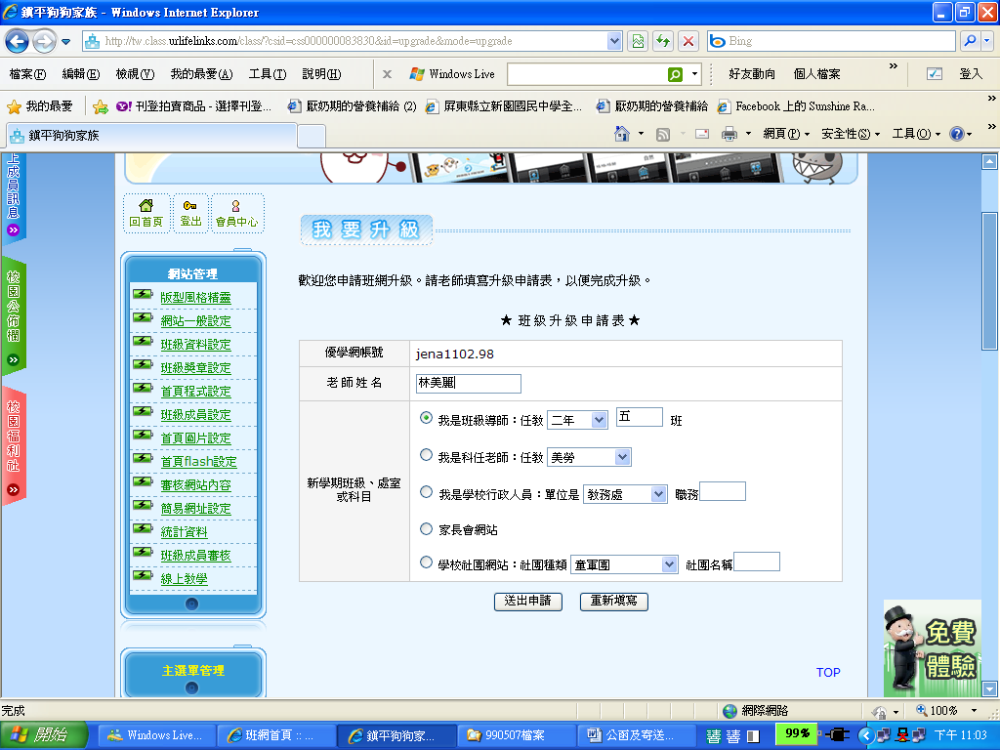 鎮平狗狗家族 - Windows Internet Explorer
http://tw.class.urlifelinks.com/class/?csid=css000000083830&id=upgrade&mode=upgrade
Bing
檔案(F) 編輯(E) 檢視(V) 我的最愛(A) 工具(T) 說明(H)
Windows Live
好友動向 個人檔案 » 登入
我的最愛
刊登拍賣商品 - 選擇刊登...
厭奶期的營養補給 (2)
屏東縣立新園國民中學全...
厭奶期的營養補給
Facebook 上的 Sunshine Ra...
鎮平狗狗家族
網頁(P) 安全性(S) 工具(O) »
上成員訊息
校園公佈欄
校園福利社
回首頁 登出 會員中心
網站管理
版型風格精靈
網站一般設定
班級資料設定
班級獎章設定
首頁程式設定
班級成員設定
首頁圖片設定
首頁flash設定
審核網站內容
簡易網址設定
統計資料
班級成員審核
線上教學
主選單管理
我要升級
歡迎您申請班網升級。請老師填寫升級申請表，以便完成升級。
★ 班級升級申請表 ★
優學網帳號 jena1102.98
老師姓名 林美麗
新學期班級、處室或科目
我是班級導師：任教 二年 五 班
我是科任老師：任教 美勞
我是學校行政人員：單位是 教務處 職務
家長會網站
學校社團網站：社團種類 童軍團 社團名稱
送出申請 重新填寫
TOP
免費
體驗
完成 網際網路 100%
開始 Windows Live... 班網首頁 :: ... 鎮平狗狗家... 990507檔案 公函及寄送... 99% 下午 11:03